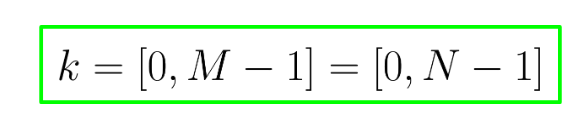 k = [0, M − 1] = [0, N − 1]